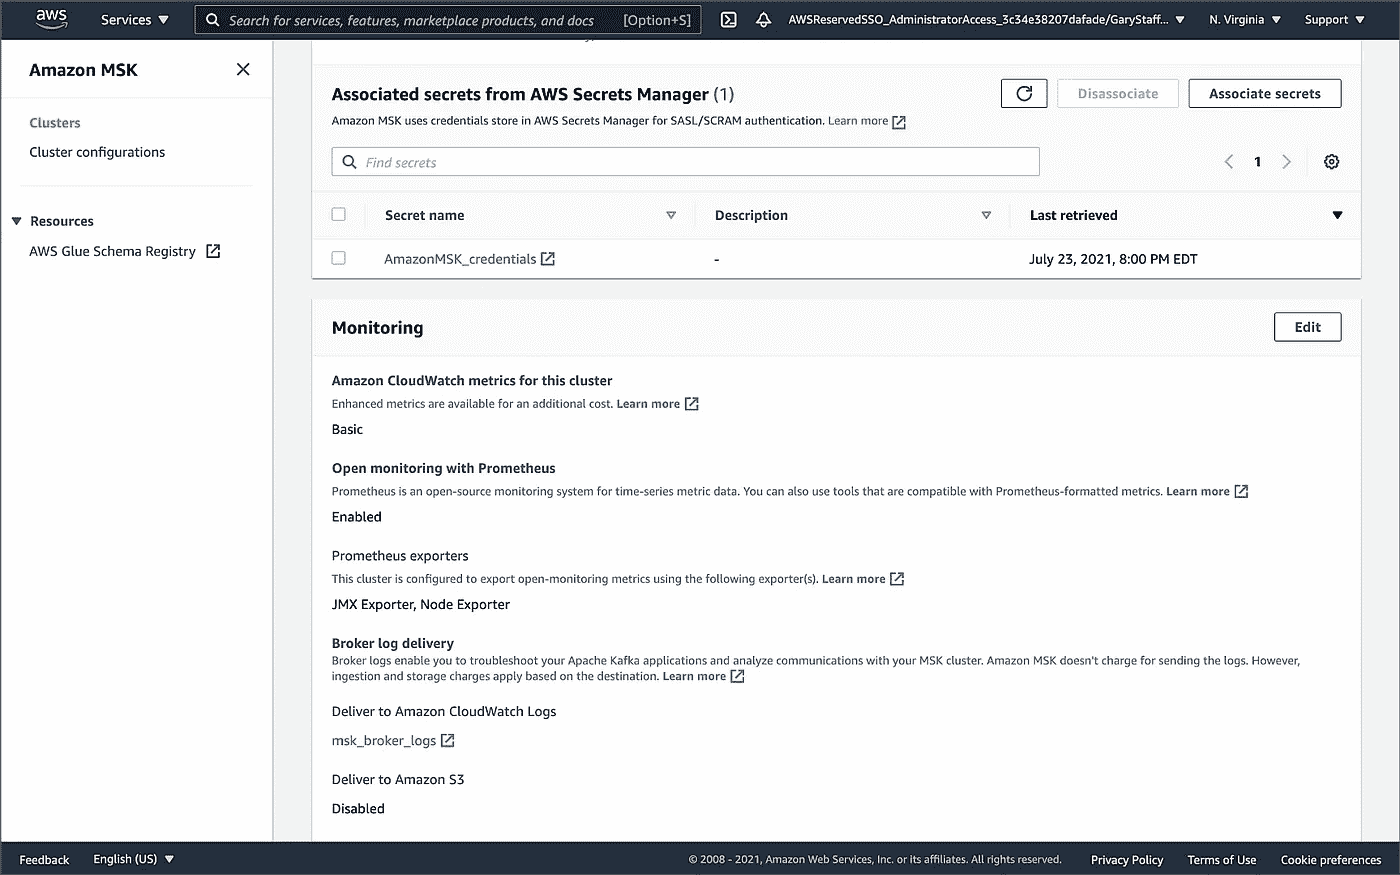 aws
Services
Search for services, features, marketplace products, and docs [Option+S]
AWSReservedSSO_AdministratorAccess_3c34e38207dafade/GaryStaff...
N. Virginia
Support
Amazon MSK
Clusters
Cluster configurations
Resources
AWS Glue Schema Registry
Associated secrets from AWS Secrets Manager (1)
Disassociate
Associate secrets
Amazon MSK uses credentials store in AWS Secrets Manager for SASL/SCRAM authentication. Learn more
Find secrets
1
Secret name
Description
Last retrieved
AmazonMSK_credentials
-
July 23, 2021, 8:00 PM EDT
Monitoring
Edit
Amazon CloudWatch metrics for this cluster
Enhanced metrics are available for an additional cost. Learn more
Basic
Open monitoring with Prometheus
Prometheus is an open-source monitoring system for time-series metric data. You can also use tools that are compatible with Prometheus-formatted metrics. Learn more
Enabled
Prometheus exporters
This cluster is configured to export open-monitoring metrics using the following exporter(s). Learn more
JMX Exporter, Node Exporter
Broker log delivery
Broker logs enable you to troubleshoot your Apache Kafka applications and analyze communications with your MSK cluster. Amazon MSK doesn't charge for sending the logs. However,
ingestion and storage charges apply based on the destination. Learn more
Deliver to Amazon CloudWatch Logs
msk_broker_logs
Deliver to Amazon S3
Disabled
Feedback
English (US)
© 2008 - 2021, Amazon Web Services, Inc. or its affiliates. All rights reserved.
Privacy Policy
Terms of Use
Cookie preferences